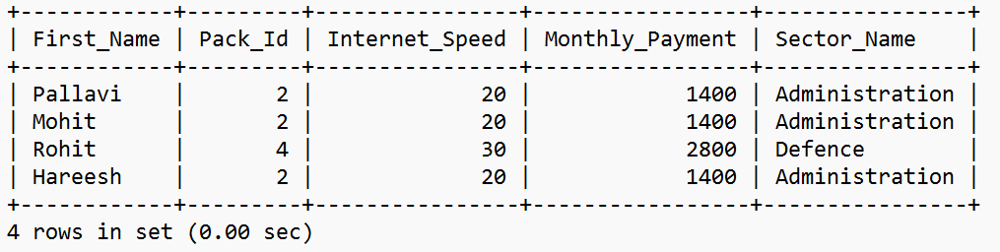 +------------+---------+----------------+-----------------+----------------+
| First_Name | Pack_Id | Internet_Speed | Monthly_Payment | Sector_Name    |
+------------+---------+----------------+-----------------+----------------+
| Pallavi    |       2 |             20 |            1400 | Administration |
| Mohit      |       2 |             20 |            1400 | Administration |
| Rohit      |       4 |             30 |            2800 | Defence        |
| Hareesh    |       2 |             20 |            1400 | Administration |
+------------+---------+----------------+-----------------+----------------+
4 rows in set (0.00 sec)